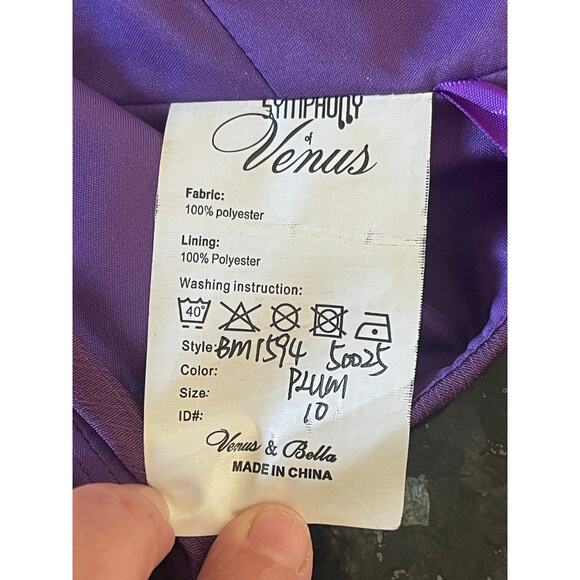 SYMPHONY
of
Venus
Fabric:
100% polyester
Lining:
100% Polyester
Washing instruction:
40°
Style: BM1594 50025
Color: PLUM
Size: 10
ID#:
Venus & Bella
MADE IN CHINA